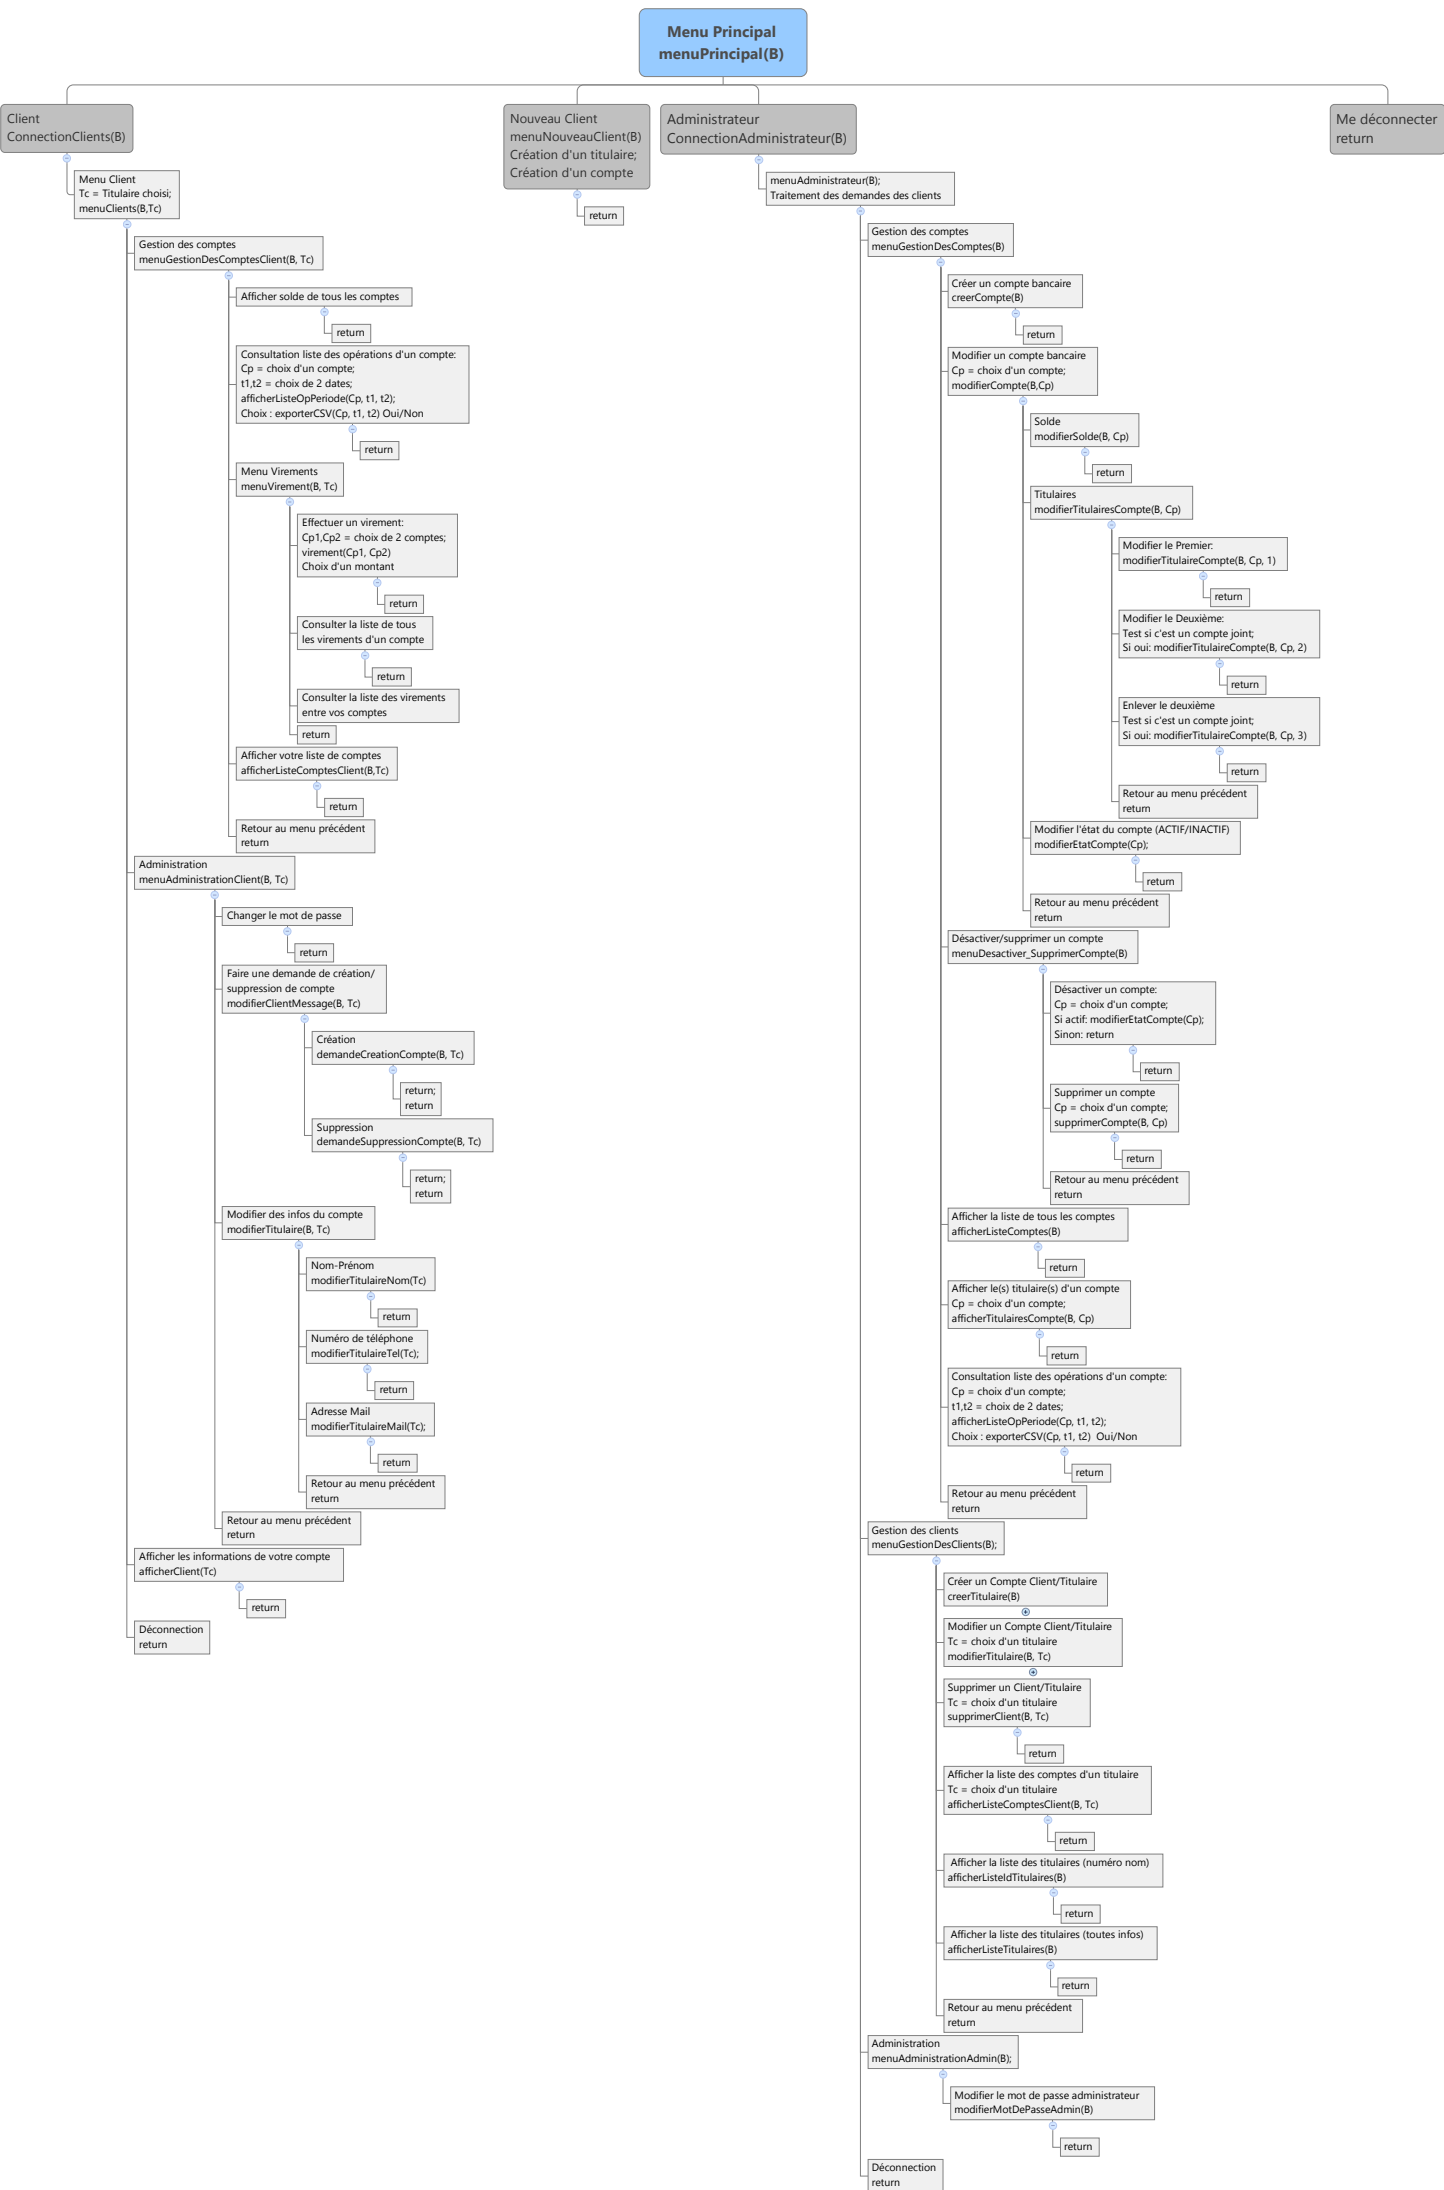 Menu Principal
menuPrincipal(B)
Client
ConnectionClients(B)
Menu Client
Tc = Titulaire choisi;
menuClients(B,Tc)
Gestion des comptes
menuGestionDesComptesClient(B, Tc)
Afficher solde de tous les comptes
return
Consultation liste des opérations d'un compte:
Cp = choix d'un compte;
t1,t2 = choix de 2 dates;
afficherListeOpPeriode(Cp, t1, t2);
Choix : exporterCSV(Cp, t1, t2) Oui/Non
return
Menu Virements
menuVirement(B, Tc)
Effectuer un virement:
Cp1,Cp2 = choix de 2 comptes;
virement(Cp1, Cp2)
Choix d'un montant
return
Consulter la liste de tous
les virements d'un compte
return
Consulter la liste des virements
entre vos comptes
return
Afficher votre liste de comptes
afficherListeComptesClient(B,Tc)
return
Retour au menu précédent
return
Administration
menuAdministrationClient(B, Tc)
Changer le mot de passe
return
Faire une demande de création/
suppression de compte
modifierClientMessage(B, Tc)
Création
demandeCreationCompte(B, Tc)
return;
return
Suppression
demandeSuppressionCompte(B, Tc)
return;
return
Modifier des infos du compte
modifierTitulaire(B, Tc)
Nom-Prénom
modifierTitulaireNom(Tc)
return
Numéro de téléphone
modifierTitulaireTel(Tc);
return
Adresse Mail
modifierTitulaireMail(Tc);
return
Retour au menu précédent
return
Retour au menu précédent
return
Afficher les informations de votre compte
afficherClient(Tc)
return
Déconnection
return
Nouveau Client
menuNouveauClient(B)
Création d'un titulaire;
Création d'un compte
return
Administrateur
ConnectionAdministrateur(B)
menuAdministrateur(B);
Traitement des demandes des clients
Gestion des comptes
menuGestionDesComptes(B)
Créer un compte bancaire
creerCompte(B)
return
Modifier un compte bancaire
Cp = choix d'un compte;
modifierCompte(B,Cp)
Solde
modifierSolde(B, Cp)
return
Titulaires
modifierTitulairesCompte(B, Cp)
Modifier le Premier:
modifierTitulaireCompte(B, Cp, 1)
return
Modifier le Deuxième:
Test si c'est un compte joint;
Si oui: modifierTitulaireCompte(B, Cp, 2)
return
Enlever le deuxième
Test si c'est un compte joint;
Si oui: modifierTitulaireCompte(B, Cp, 3)
return
Retour au menu précédent
return
Modifier l'état du compte (ACTIF/INACTIF)
modifierEtatCompte(Cp);
return
Retour au menu précédent
return
Désactiver/supprimer un compte
menuDesactiver_SupprimerCompte(B)
Désactiver un compte:
Cp = choix d'un compte;
Si actif: modifierEtatCompte(Cp);
Sinon: return
return
Supprimer un compte
Cp = choix d'un compte;
supprimerCompte(B, Cp)
return
Retour au menu précédent
return
Afficher la liste de tous les comptes
afficherListeComptes(B)
return
Afficher le(s) titulaire(s) d'un compte
Cp = choix d'un compte;
afficherTitulairesCompte(B, Cp)
return
Consultation liste des opérations d'un compte:
Cp = choix d'un compte;
t1,t2 = choix de 2 dates;
afficherListeOpPeriode(Cp, t1, t2);
Choix : exporterCSV(Cp, t1, t2)  Oui/Non
return
Retour au menu précédent
return
Gestion des clients
menuGestionDesClients(B);
Créer un Compte Client/Titulaire
creerTitulaire(B)
Modifier un Compte Client/Titulaire
Tc = choix d'un titulaire
modifierTitulaire(B, Tc)
Supprimer un Client/Titulaire
Tc = choix d'un titulaire
supprimerClient(B, Tc)
return
Afficher la liste des comptes d'un titulaire
Tc = choix d'un titulaire
afficherListeComptesClient(B, Tc)
return
Afficher la liste des titulaires (numéro nom)
afficherListeIdTitulaires(B)
return
Afficher la liste des titulaires (toutes infos)
afficherListeTitulaires(B)
return
Retour au menu précédent
return
Administration
menuAdministrationAdmin(B);
Modifier le mot de passe administrateur
modifierMotDePasseAdmin(B)
return
Déconnection
return
Me déconnecter
return